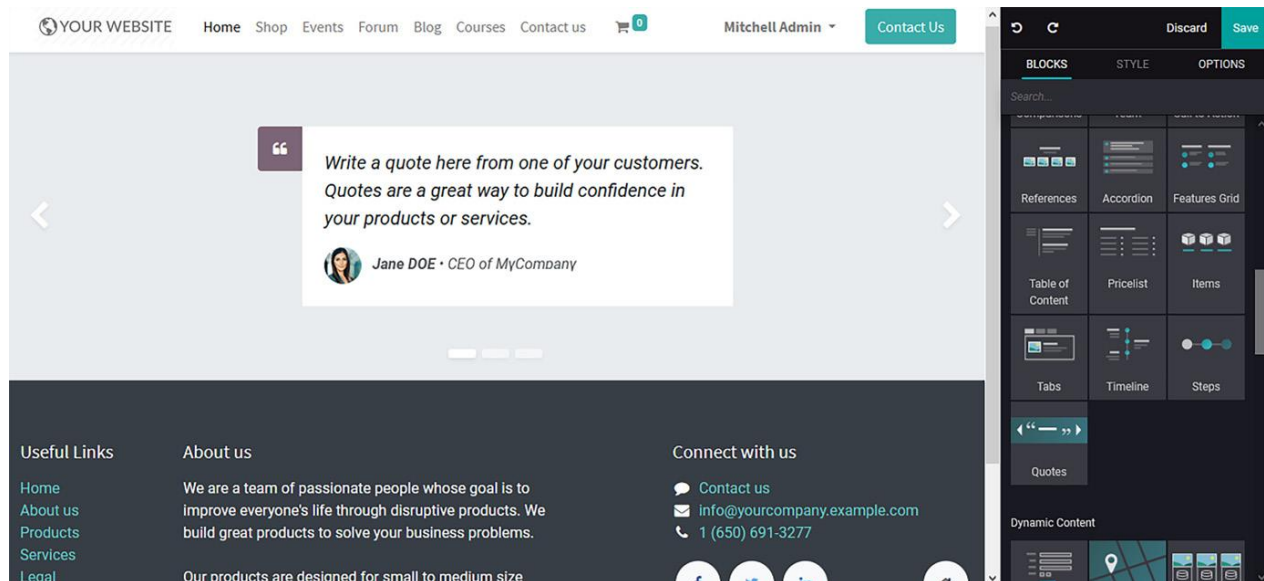 YOUR WEBSITE Home Shop Events Forum Blog Courses Contact us 0 Mitchell Admin Contact Us
“
Write a quote here from one of your customers.
Quotes are a great way to build confidence in
your products or services.
Jane DOE • CEO of MyCompany
Useful Links
Home
About us
Products
Services
Legal
About us
We are a team of passionate people whose goal is to
improve everyone's life through disruptive products. We
build great products to solve your business problems.
Our products are designed for small to medium size
Connect with us
Contact us
info@yourcompany.example.com
1 (650) 691-3277
Discard Save
BLOCKS STYLE OPTIONS
Search...
Comparisons Team Call to Action
References Accordion Features Grid
Table of
Content
Pricelist Items
Tabs Timeline Steps
Quotes
Dynamic Content